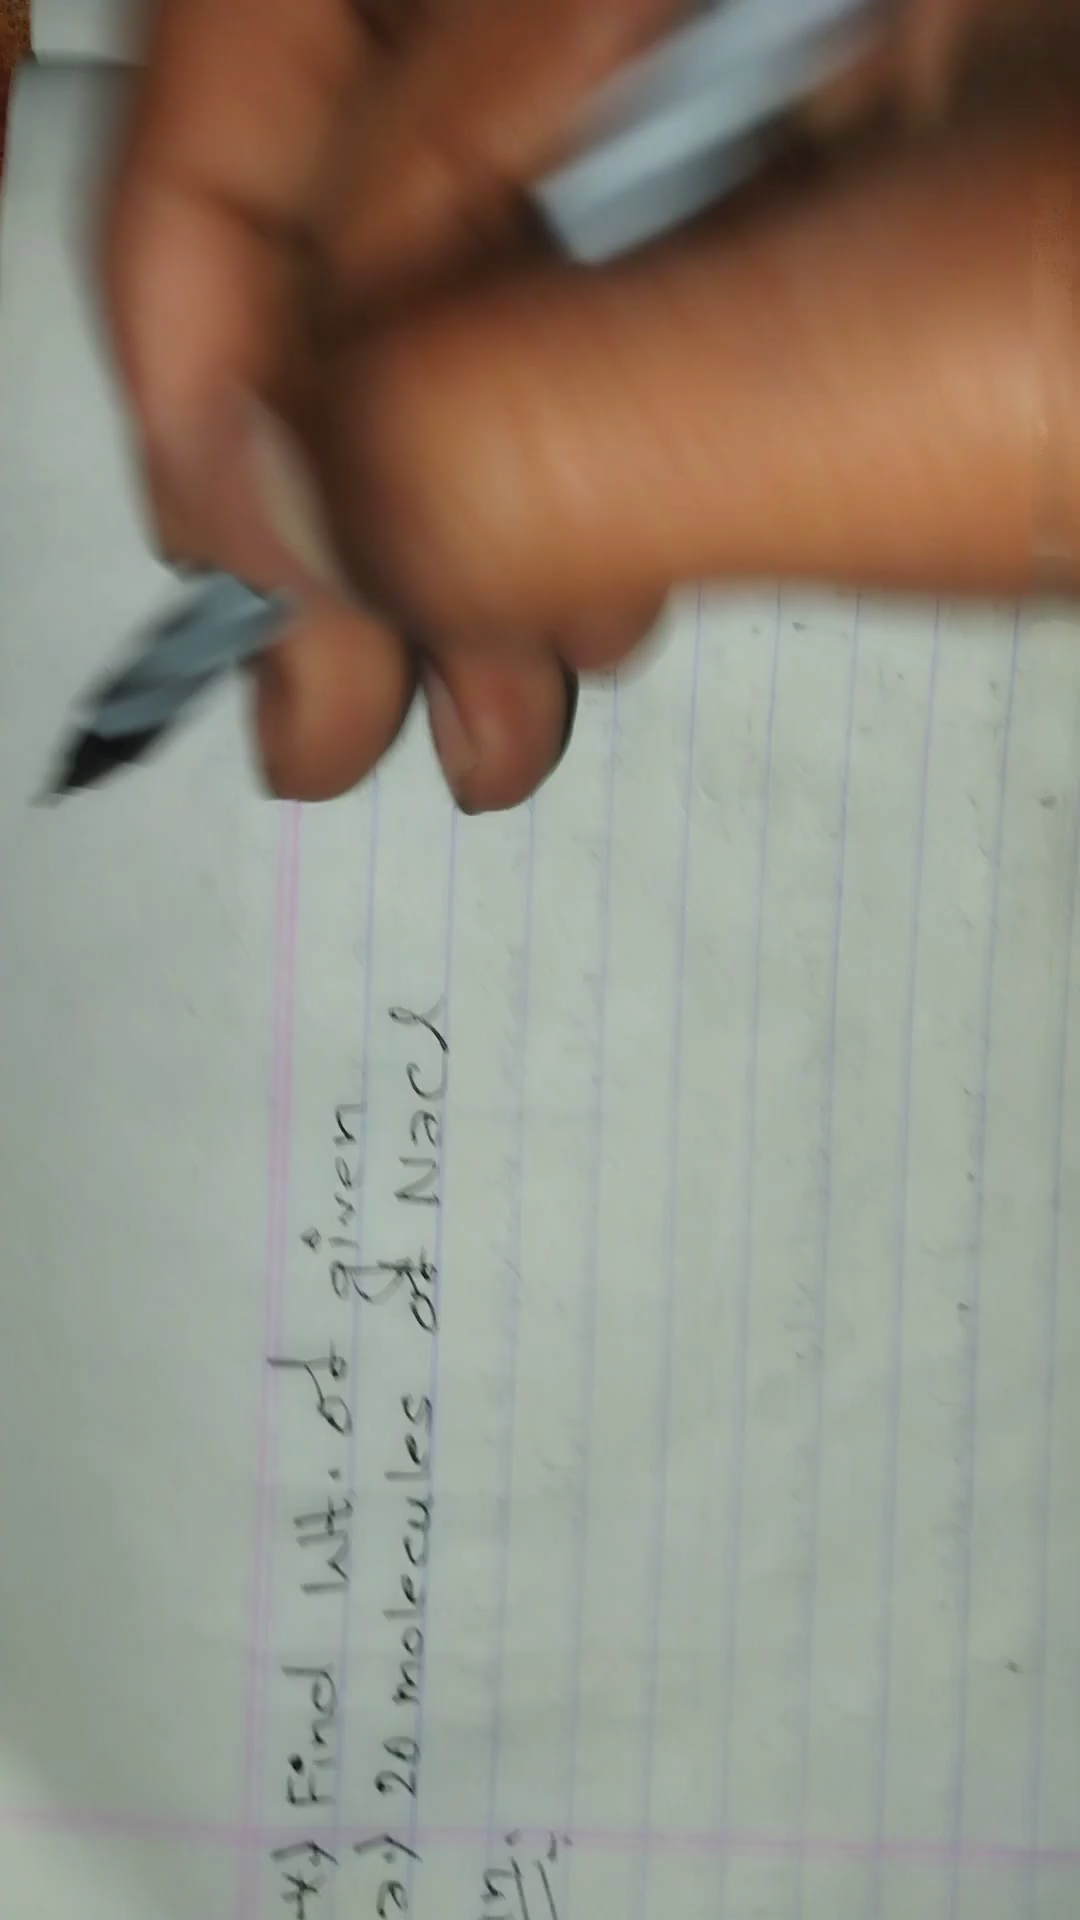 *) Find Wt. of given
a) 20 molecules of NaCl